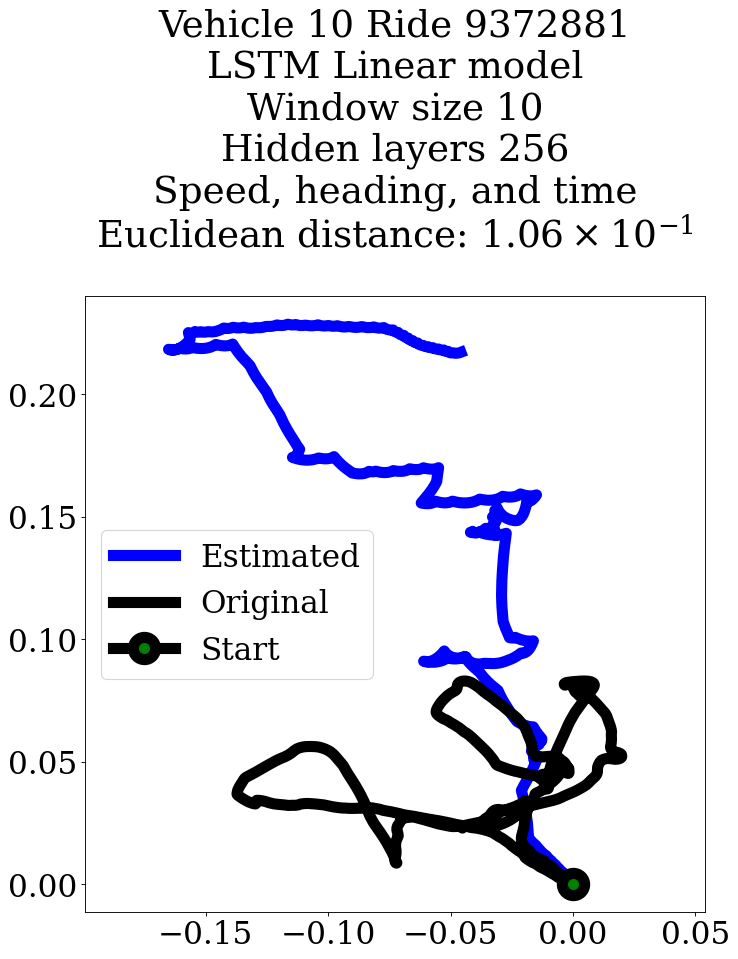 Vehicle 10 Ride 9372881
LSTM Linear model
Window size 10
Hidden layers 256
Speed, heading, and time
Euclidean distance: 1.06 × 10⁻¹
0.20
0.15
Estimated
Original
0.10
Start
0.05
0.00
−0.15 −0.10 −0.05 0.00 0.05